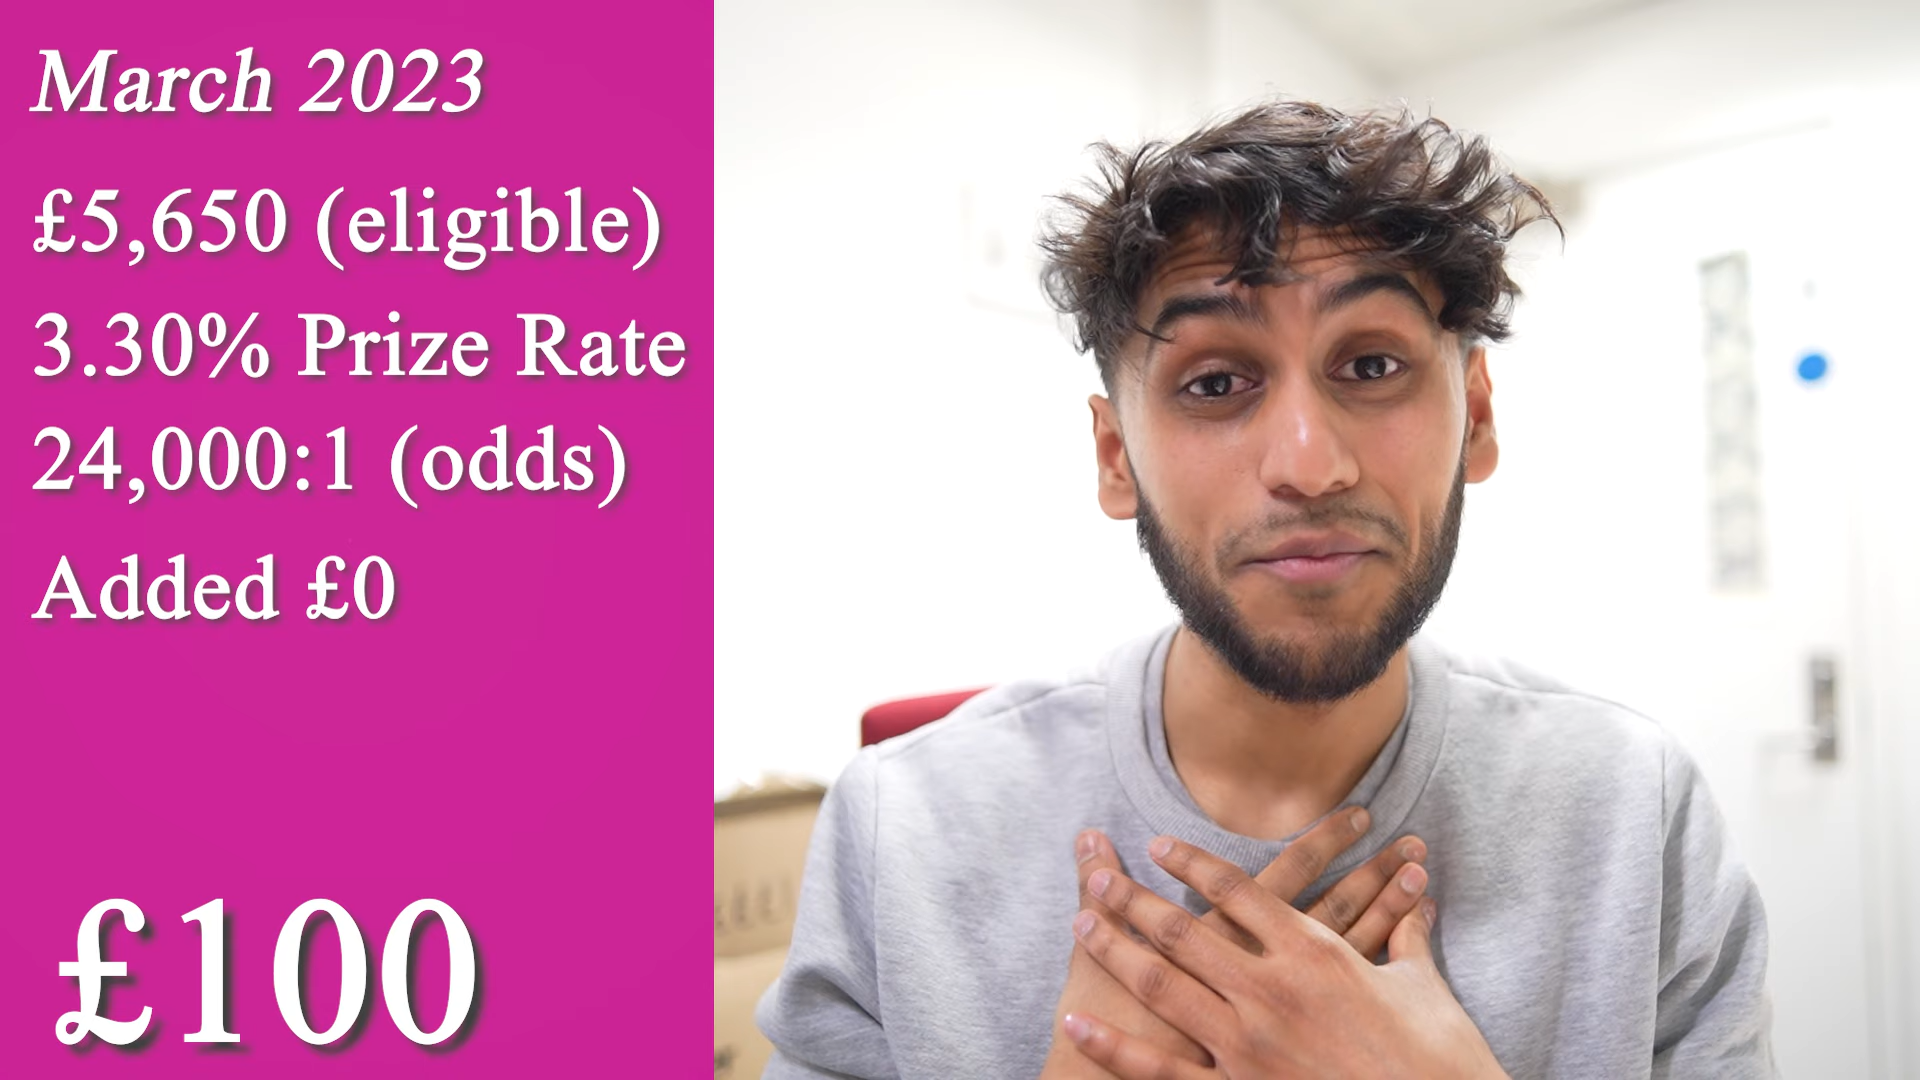 March 2023
£5,650 (eligible)
3.30% Prize Rate
24,000:1 (odds)
Added £0
£100